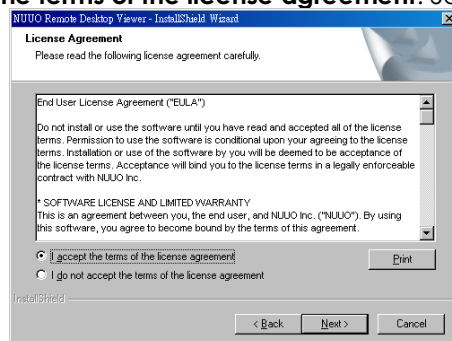 the terms of the license agreement.
NUUO Remote Desktop Viewer - InstallShield Wizard
License Agreement
Please read the following license agreement carefully.
End User License Agreement ("EULA")
Do not install or use the software until you have read and accepted all of the license
terms. Permission to use the software is conditional upon your agreeing to the license
terms. Installation or use of the software by you will be deemed to be acceptance of
the license terms. Acceptance will bind you to the license terms in a legally enforceable
contract with NUUO Inc.
* SOFTWARE LICENSE AND LIMITED WARRANTY
This is an agreement between you, the end user, and NUUO Inc. ("NUUO"). By using
this software, you agree to become bound by the terms of this agreement.
I accept the terms of the license agreement
Print
I do not accept the terms of the license agreement
InstallShield
< Back
Next >
Cancel